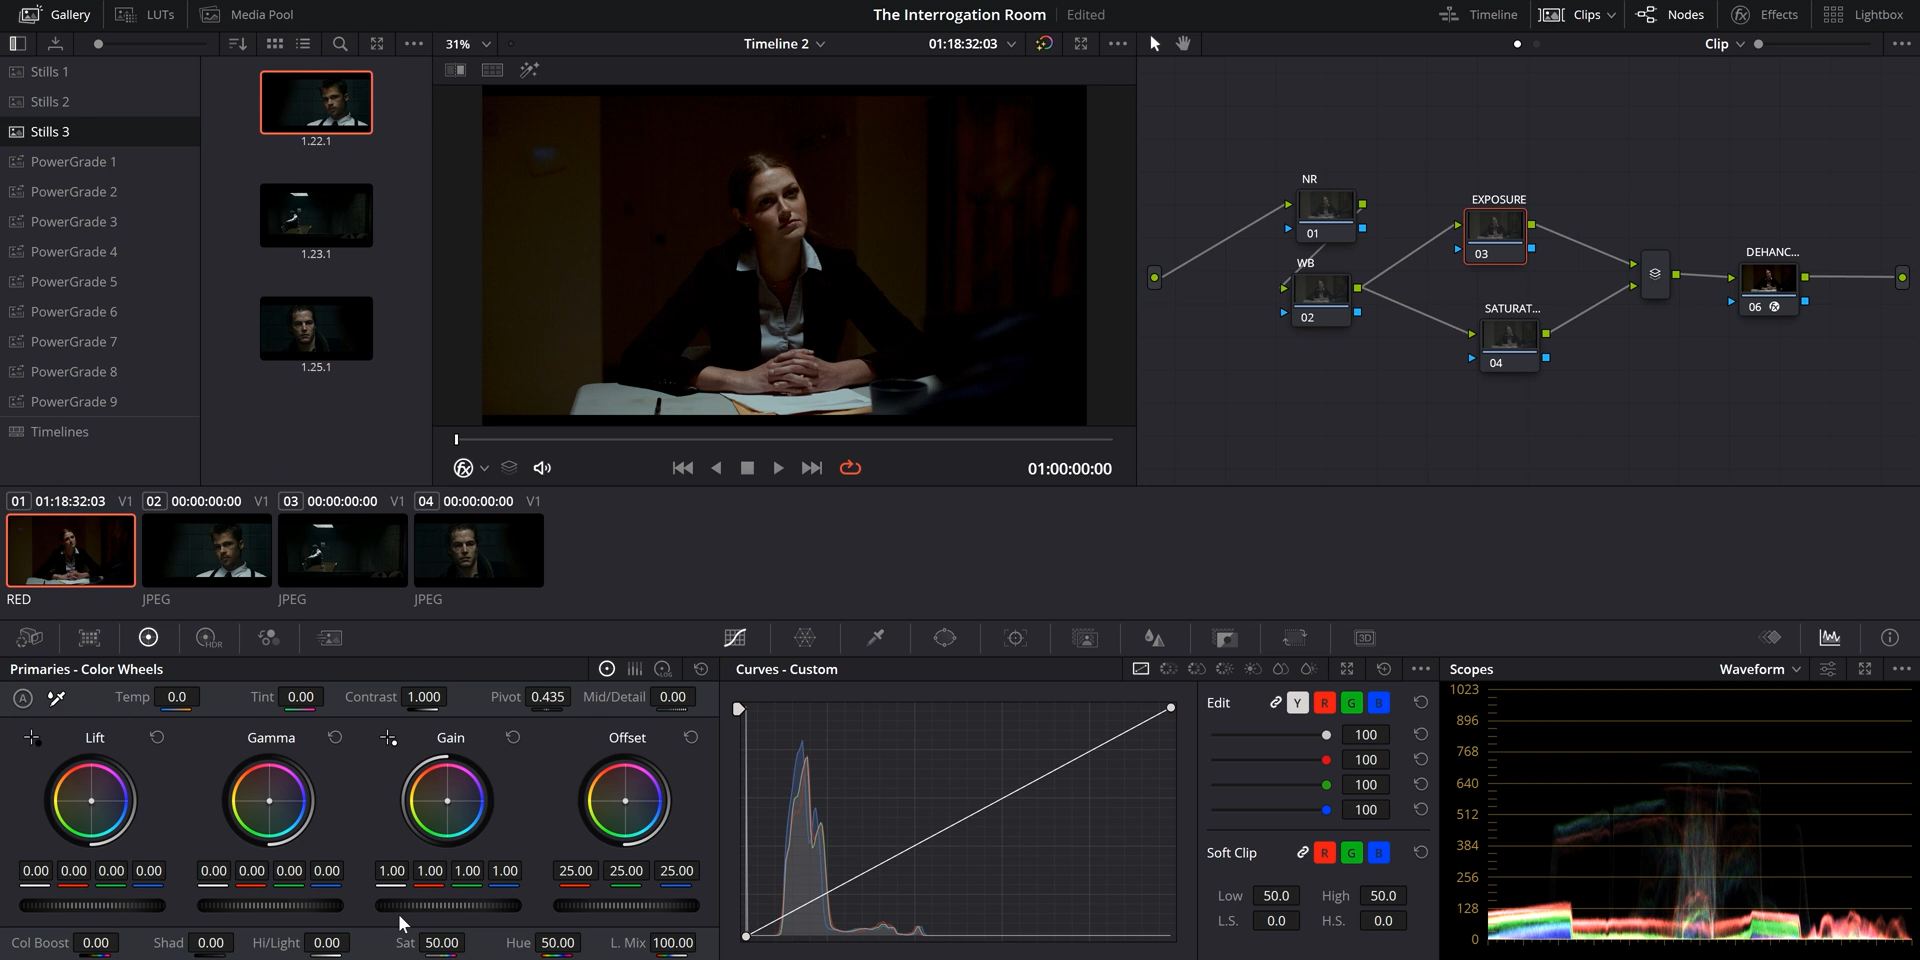 Gallery
LUTs
Media Pool
The Interrogation Room
Edited
Timeline
Clips
Nodes
Effects
Lightbox
31%
Timeline 2
01:18:32:03
Clip
Stills 1
Stills 2
Stills 3
PowerGrade 1
PowerGrade 2
PowerGrade 3
PowerGrade 4
PowerGrade 5
PowerGrade 6
PowerGrade 7
PowerGrade 8
PowerGrade 9
Timelines
1.22.1
1.23.1
1.25.1
01:00:00:00
NR
01
WB
02
EXPOSURE
03
SATURAT...
04
DEHANC...
06
01 01:18:32:03 V1
02 00:00:00:00 V1
03 00:00:00:00 V1
04 00:00:00:00 V1
RED
JPEG
JPEG
JPEG
HDR
3D
Primaries - Color Wheels
LOG
A
Temp 0.0
Tint 0.00
Contrast 1.000
Pivot 0.435
Mid/Detail 0.00
Lift
Gamma
Gain
Offset
0.00 0.00 0.00 0.00
0.00 0.00 0.00 0.00
1.00 1.00 1.00 1.00
25.00 25.00 25.00
Col Boost 0.00
Shad 0.00
Hi/Light 0.00
Sat 50.00
Hue 50.00
L. Mix 100.00
Curves - Custom
Edit
Y R G B
100
100
100
100
Soft Clip
R G B
Low 50.0 High 50.0
L.S. 0.0 H.S. 0.0
Scopes
Waveform
1023
896
768
640
512
384
256
128
0